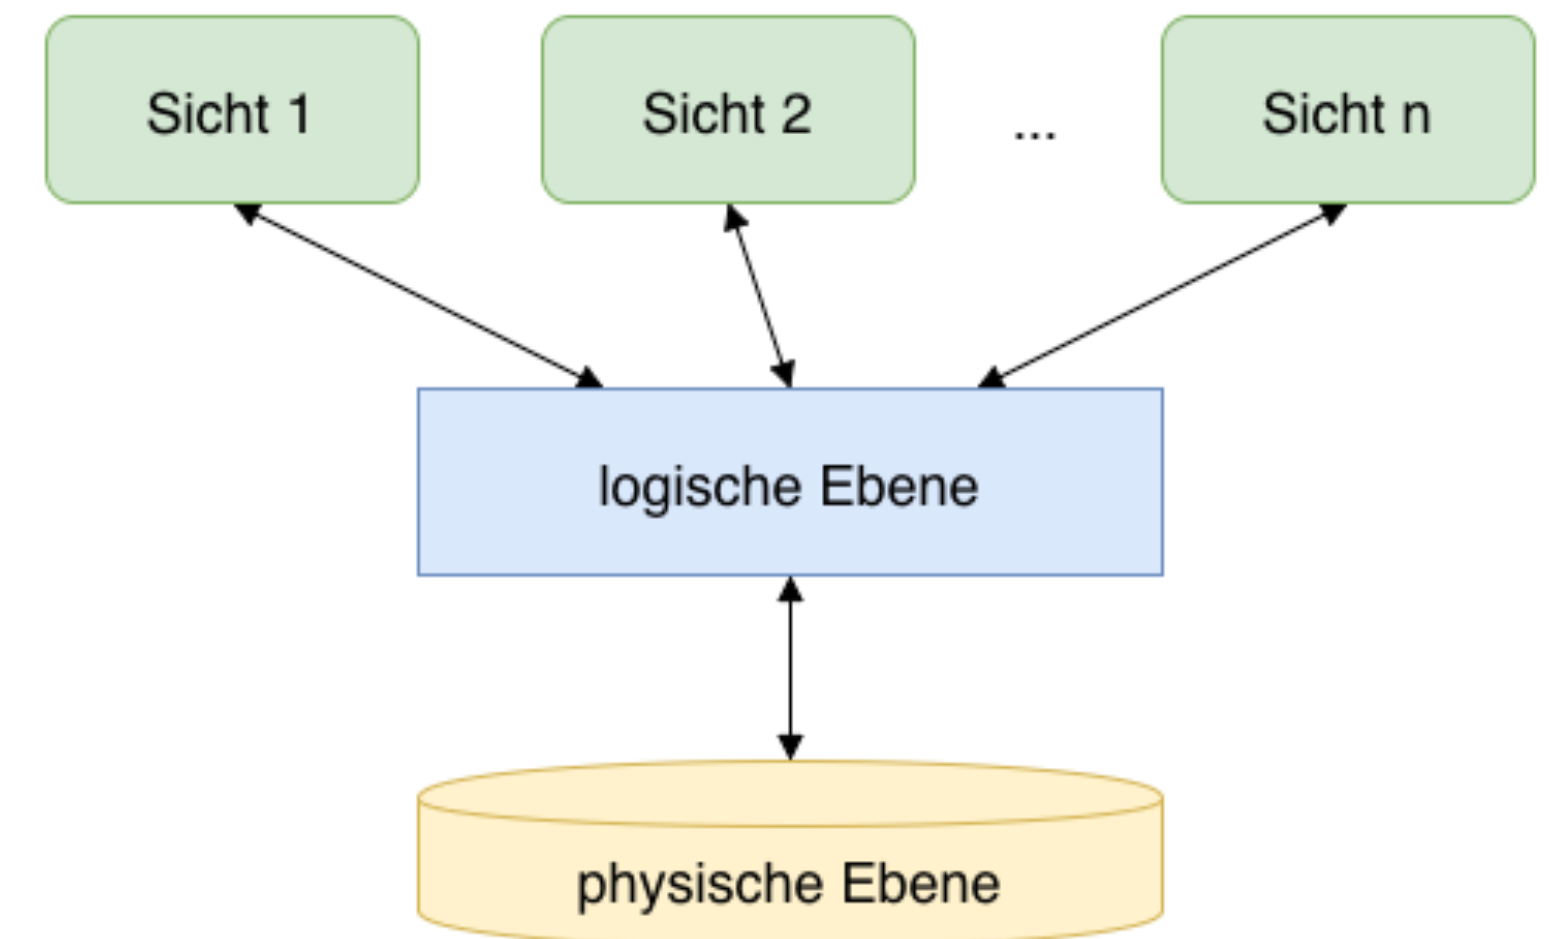 Sicht 1
Sicht 2
...
Sicht n
logische Ebene
physische Ebene